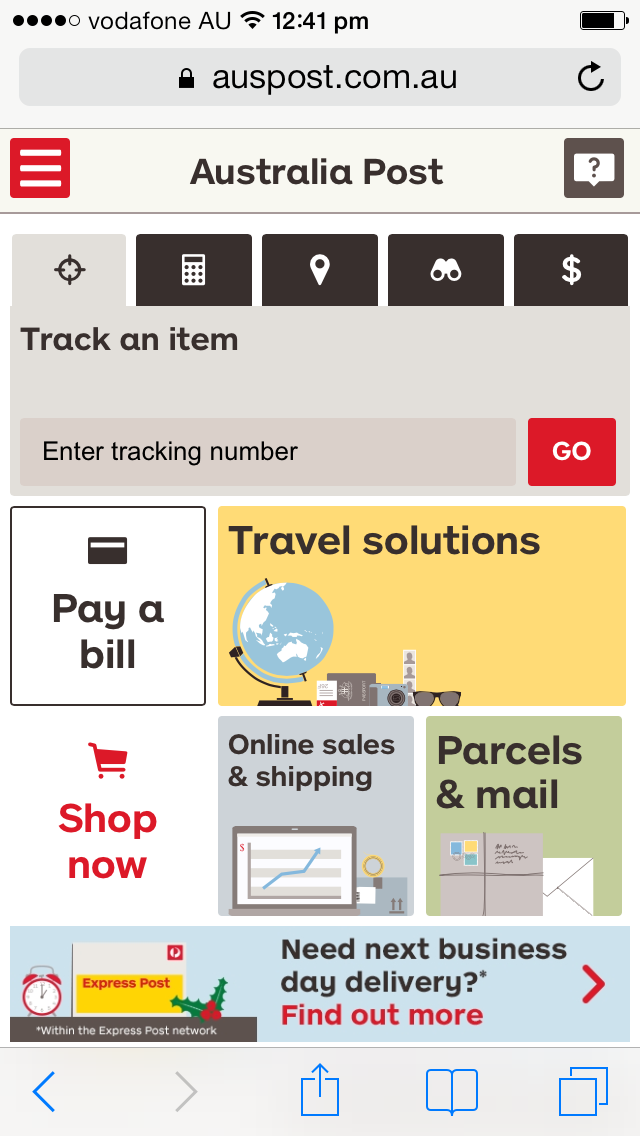 vodafone AU 12:41 pm
auspost.com.au
Australia Post
?
$
Track an item
Enter tracking number
GO
Pay a
bill
Travel solutions
Shop
now
Online sales
& shipping
$
Parcels
& mail
Express Post
*Within the Express Post network
Need next business
day delivery?*
Find out more